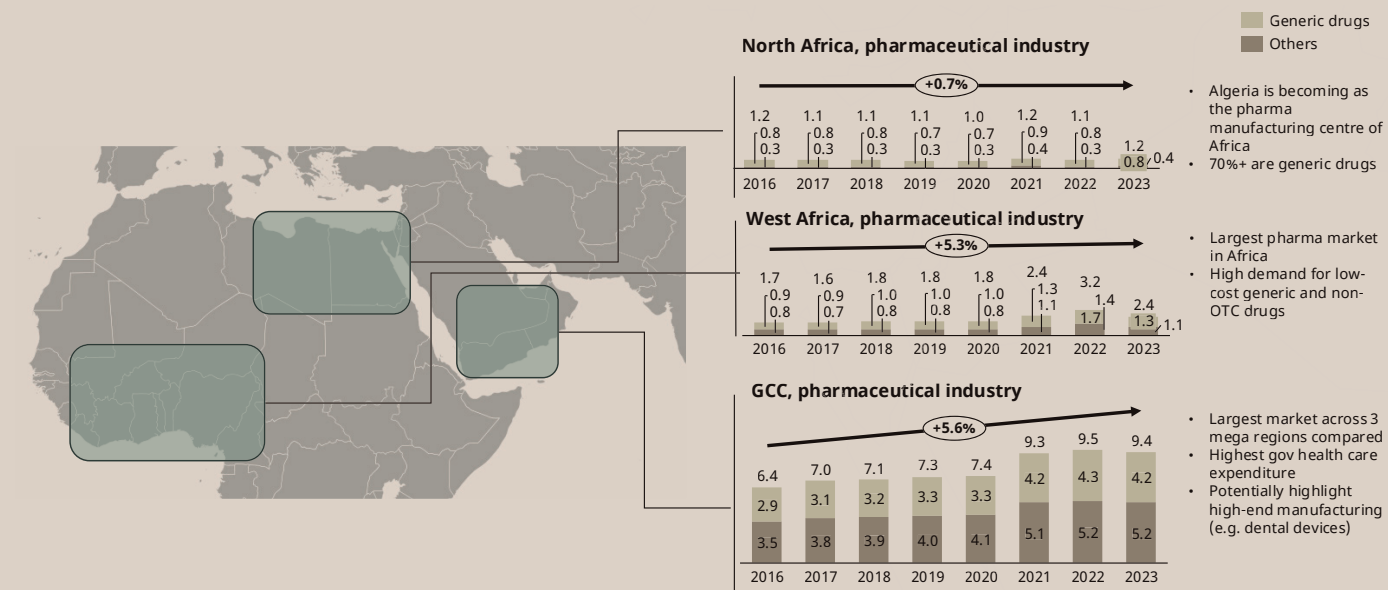 Generic drugs
Others
North Africa, pharmaceutical industry
+0.7%
1.2 1.1 1.1 1.1 1.0 1.2 1.1 1.2
0.8 0.8 0.8 0.7 0.7 0.9 0.8 0.8
0.3 0.3 0.3 0.3 0.3 0.4 0.3 0.4
2016 2017 2018 2019 2020 2021 2022 2023
• Algeria is becoming as
the pharma
manufacturing centre of
Africa
• 70%+ are generic drugs
West Africa, pharmaceutical industry
+5.3%
1.7 1.6 1.8 1.8 1.8 2.4 3.2 2.4
0.9 0.9 1.0 1.0 1.0 1.3 1.4 1.3
0.8 0.7 0.8 0.8 0.8 1.1 1.7 1.1
2016 2017 2018 2019 2020 2021 2022 2023
• Largest pharma market
in Africa
• High demand for low-
cost generic and non-
OTC drugs
GCC, pharmaceutical industry
+5.6%
6.4 7.0 7.1 7.3 7.4 9.3 9.5 9.4
2.9 3.1 3.2 3.3 3.3 4.2 4.3 4.2
3.5 3.8 3.9 4.0 4.1 5.1 5.2 5.2
2016 2017 2018 2019 2020 2021 2022 2023
• Largest market across 3
mega regions compared
• Highest gov health care
expenditure
• Potentially highlight
high-end manufacturing
(e.g. dental devices)